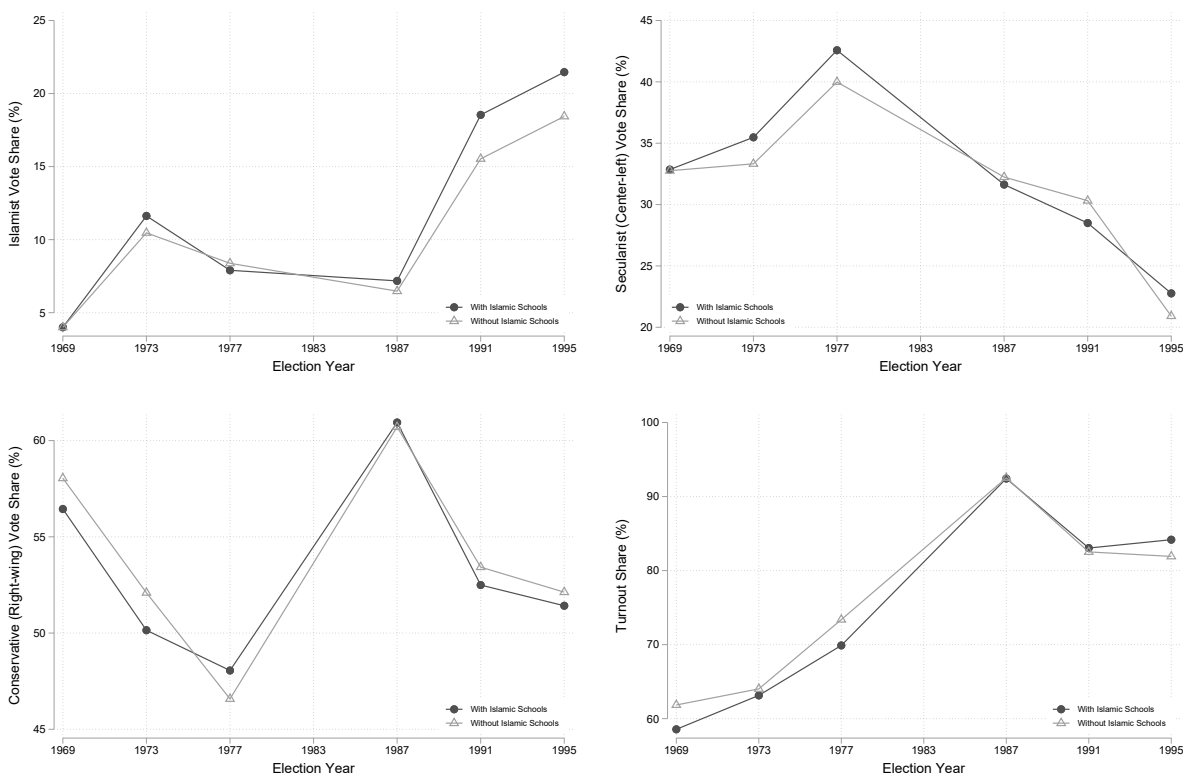 Islamist Vote Share (%)
25
20
15
10
5
With Islamic Schools
Without Islamic Schools
1969 1973 1977 1983 1987 1991 1995
Election Year
Secularist (Center-left) Vote Share (%)
45
40
35
30
25
20
With Islamic Schools
Without Islamic Schools
1969 1973 1977 1983 1987 1991 1995
Election Year
Conservative (Right-wing) Vote Share (%)
60
55
50
45
With Islamic Schools
Without Islamic Schools
1969 1973 1977 1983 1987 1991 1995
Election Year
Turnout Share (%)
100
90
80
70
60
With Islamic Schools
Without Islamic Schools
1969 1973 1977 1983 1987 1991 1995
Election Year